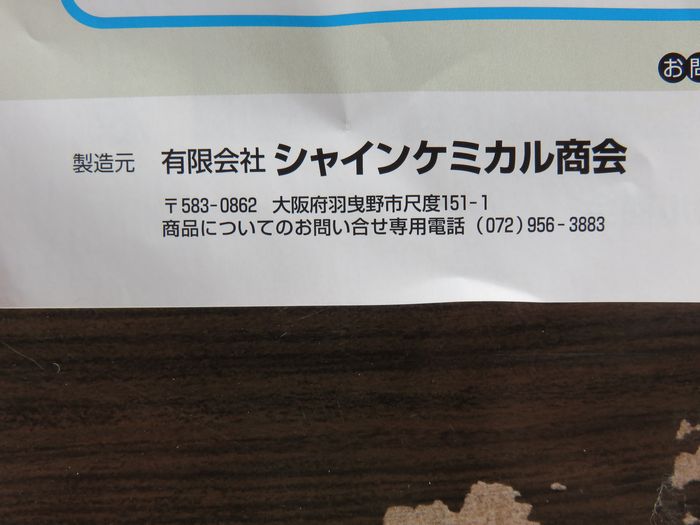 お問
製造元 有限会社 シャインケミカル商会
〒583-0862 大阪府羽曳野市尺度151-1
商品についてのお問い合せ専用電話 (072)956-3883